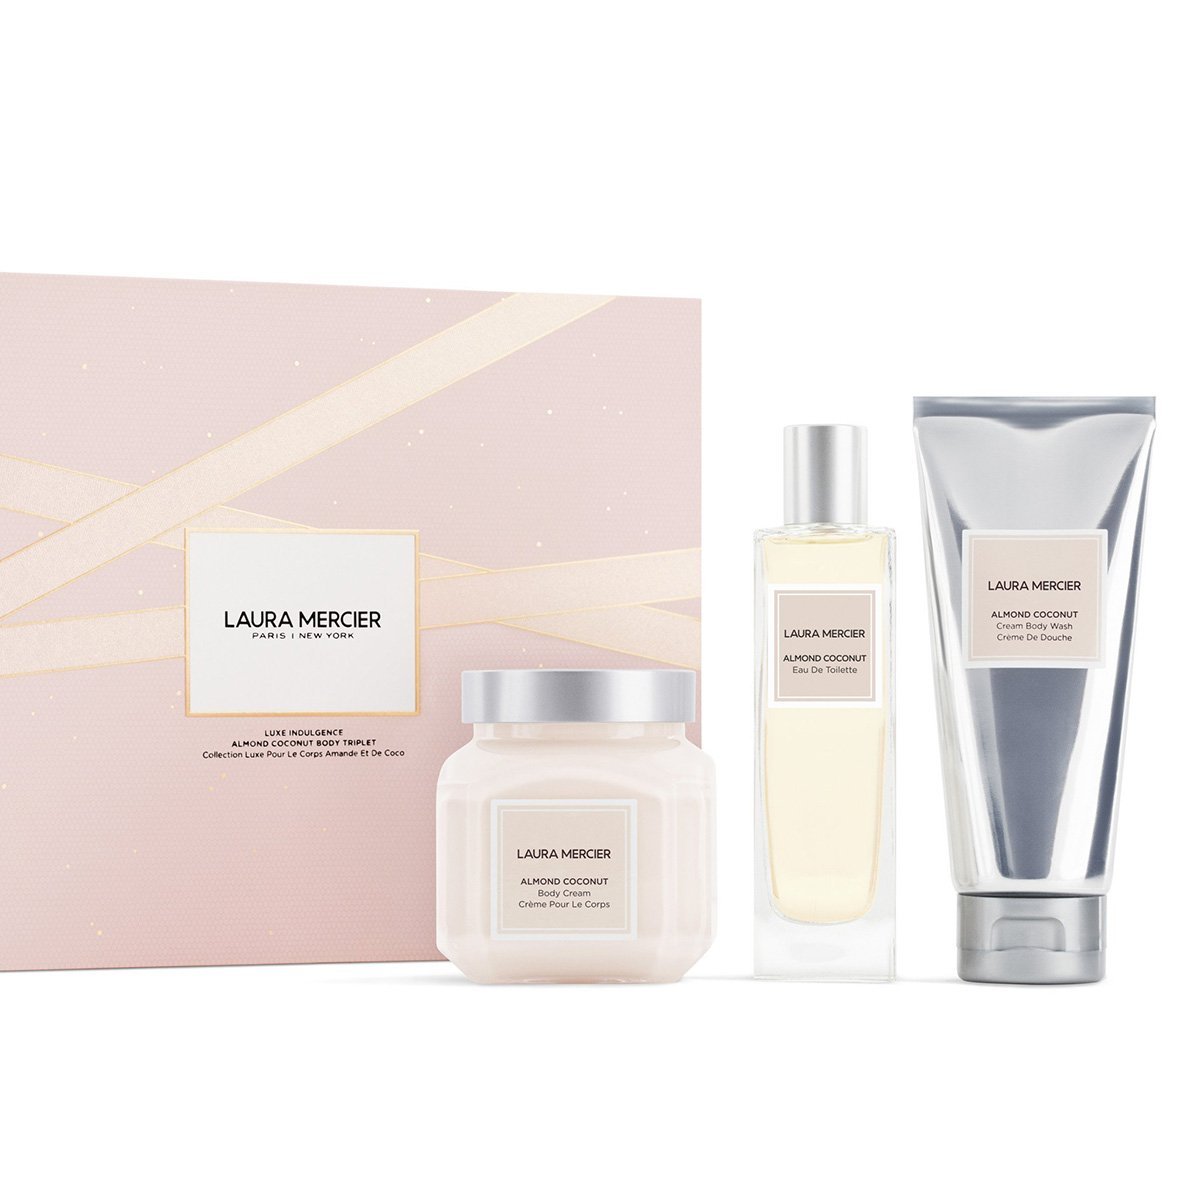 LAURA MERCIER
PARIS | NEW YORK
LUXE INDULGENCE
ALMOND COCONUT BODY TRIPLET
Collection Luxe Pour Le Corps Amande Et De Coco
LAURA MERCIER
ALMOND COCONUT
Body Cream
Crème Pour Le Corps
LAURA MERCIER
ALMOND COCONUT
Eau De Toilette
LAURA MERCIER
ALMOND COCONUT
Cream Body Wash
Crème De Douche